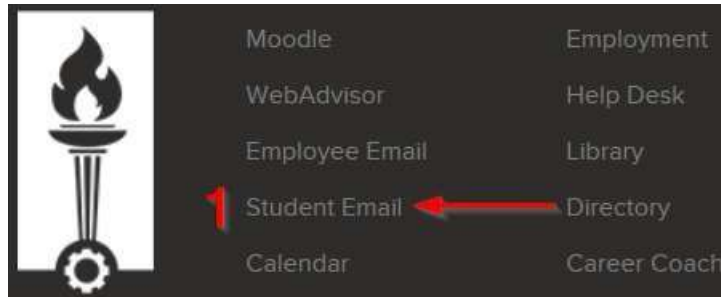 Moodle Employment
WebAdvisor Help Desk
Employee Email Library
1 Student Email Directory
Calendar Career Coach